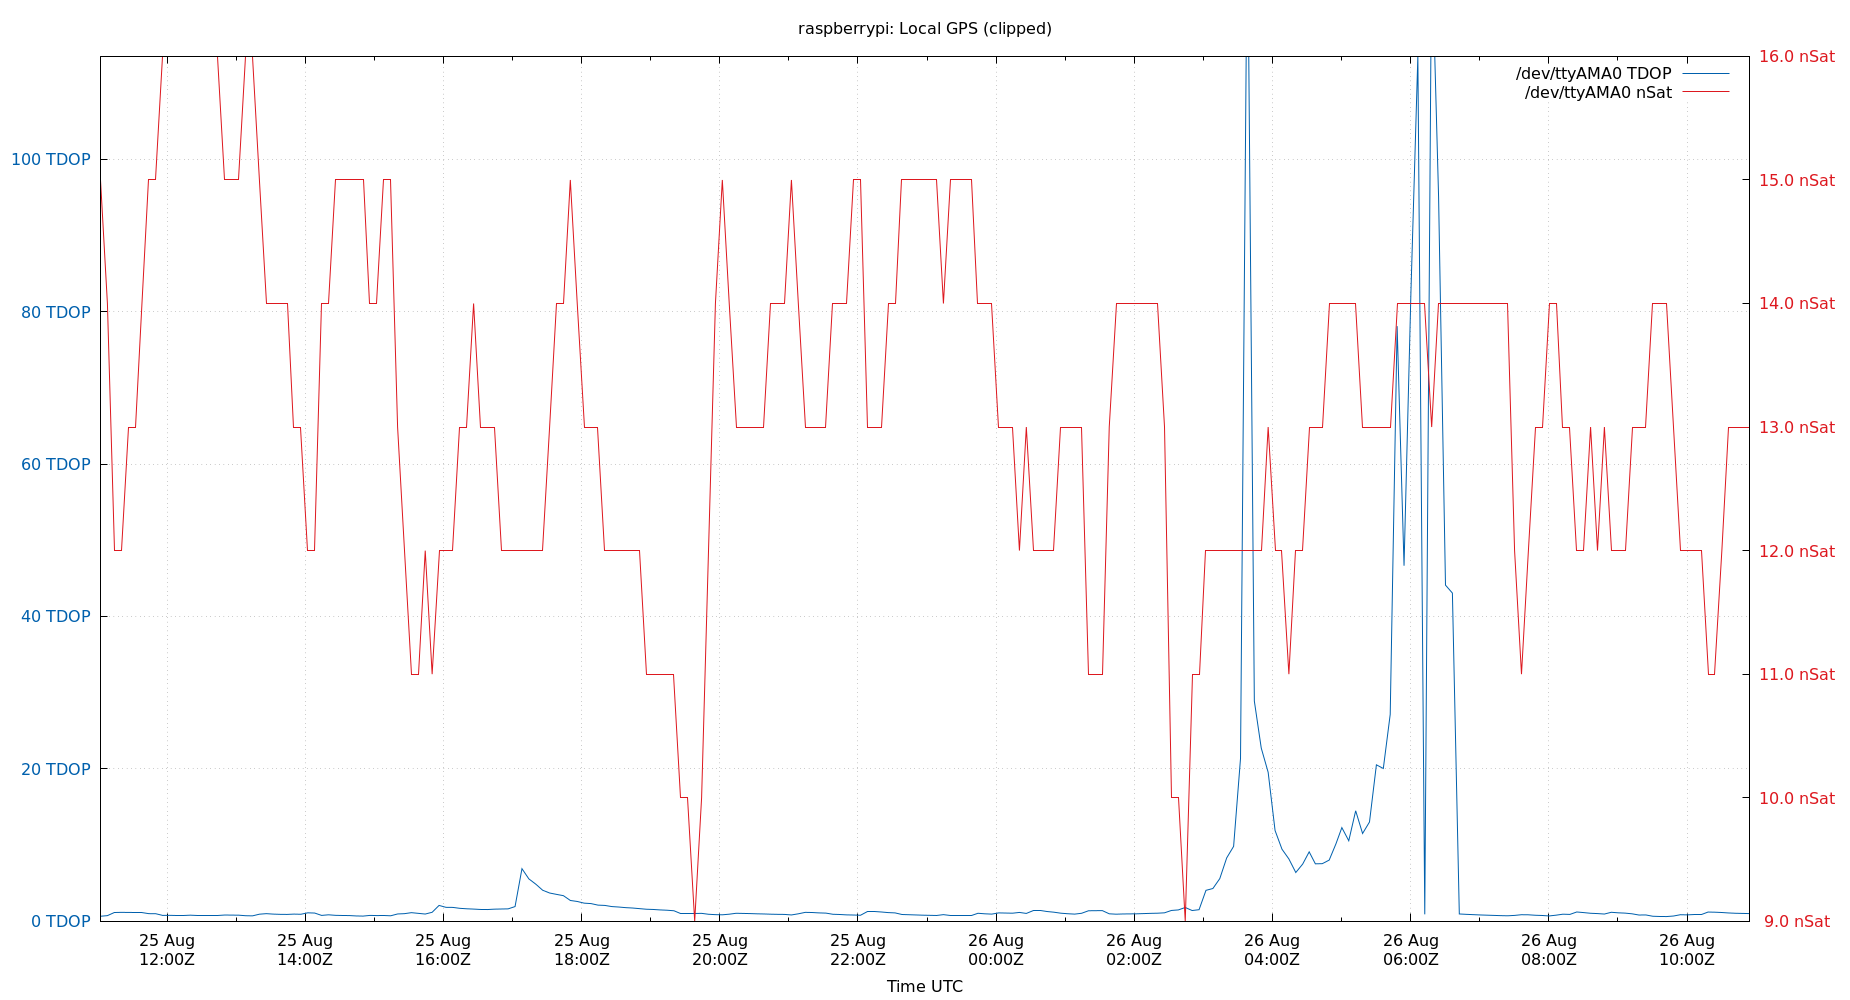 raspberrypi: Local GPS (clipped)
/dev/ttyAMA0 TDOP
/dev/ttyAMA0 nSat
100 TDOP
80 TDOP
60 TDOP
40 TDOP
20 TDOP
0 TDOP
16.0 nSat
15.0 nSat
14.0 nSat
13.0 nSat
12.0 nSat
11.0 nSat
10.0 nSat
9.0 nSat
25 Aug
12:00Z
25 Aug
14:00Z
25 Aug
16:00Z
25 Aug
18:00Z
25 Aug
20:00Z
25 Aug
22:00Z
26 Aug
00:00Z
26 Aug
02:00Z
26 Aug
04:00Z
26 Aug
06:00Z
26 Aug
08:00Z
26 Aug
10:00Z
Time UTC